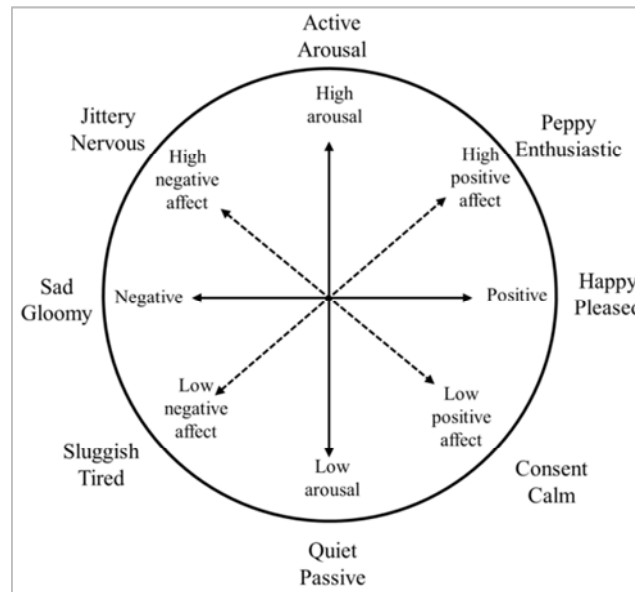 Active
Arousal
High
arousal
Jittery
Nervous
Peppy
Enthusiastic
High
negative
affect
High
positive
affect
Sad
Gloomy
Negative
Positive
Happy
Pleased
Low
negative
affect
Low
positive
affect
Sluggish
Tired
Low
arousal
Consent
Calm
Quiet
Passive